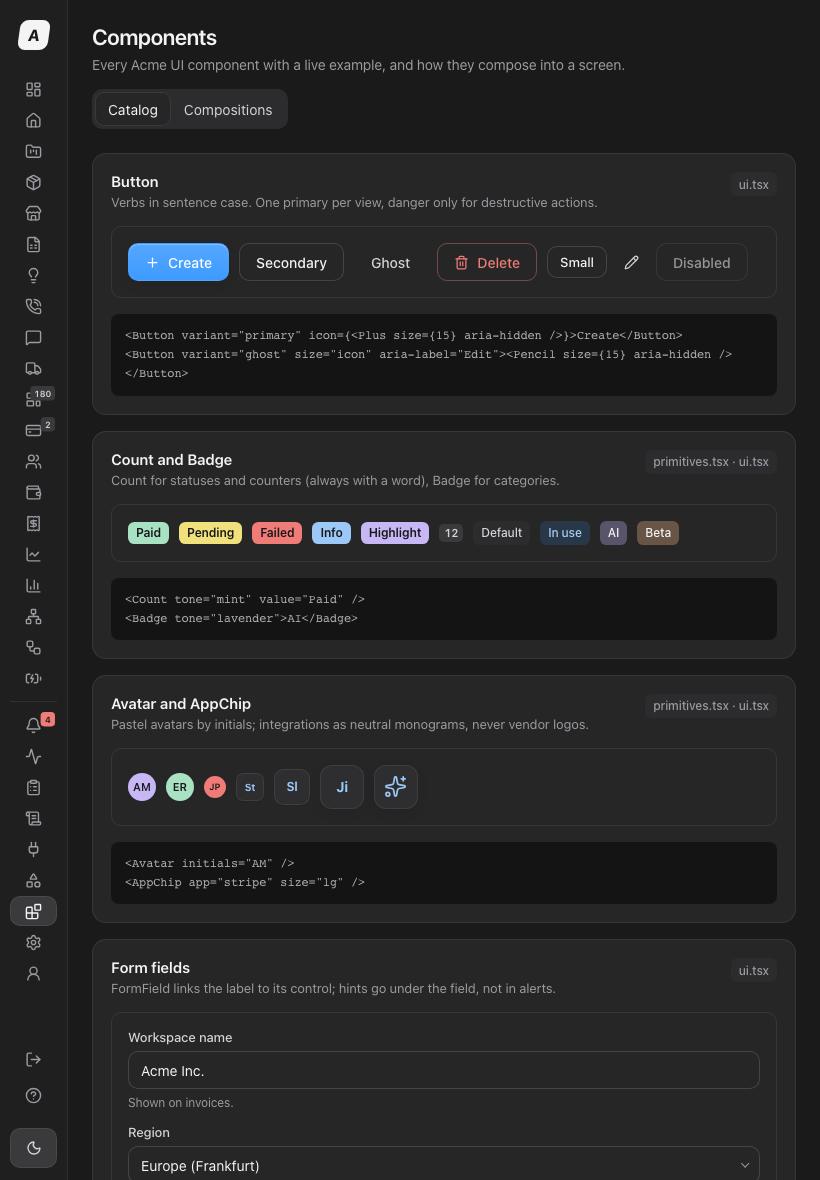 A
Components
Every Acme UI component with a live example, and how they compose into a screen.
Catalog
Compositions
Button
ui.tsx
Verbs in sentence case. One primary per view, danger only for destructive actions.
Create
Secondary
Ghost
Delete
Small
Disabled
<Button variant="primary" icon={<Plus size={15} aria-hidden />}>Create</Button>
<Button variant="ghost" size="icon" aria-label="Edit"><Pencil size={15} aria-hidden />
</Button>
180
2
Count and Badge
primitives.tsx · ui.tsx
Count for statuses and counters (always with a word), Badge for categories.
Paid
Pending
Failed
Info
Highlight
12
Default
In use
AI
Beta
<Count tone="mint" value="Paid" />
<Badge tone="lavender">AI</Badge>
4
Avatar and AppChip
primitives.tsx · ui.tsx
Pastel avatars by initials; integrations as neutral monograms, never vendor logos.
AM
ER
JP
St
Sl
Ji
<Avatar initials="AM" />
<AppChip app="stripe" size="lg" />
Form fields
ui.tsx
FormField links the label to its control; hints go under the field, not in alerts.
Workspace name
Acme Inc.
Shown on invoices.
Region
Europe (Frankfurt)